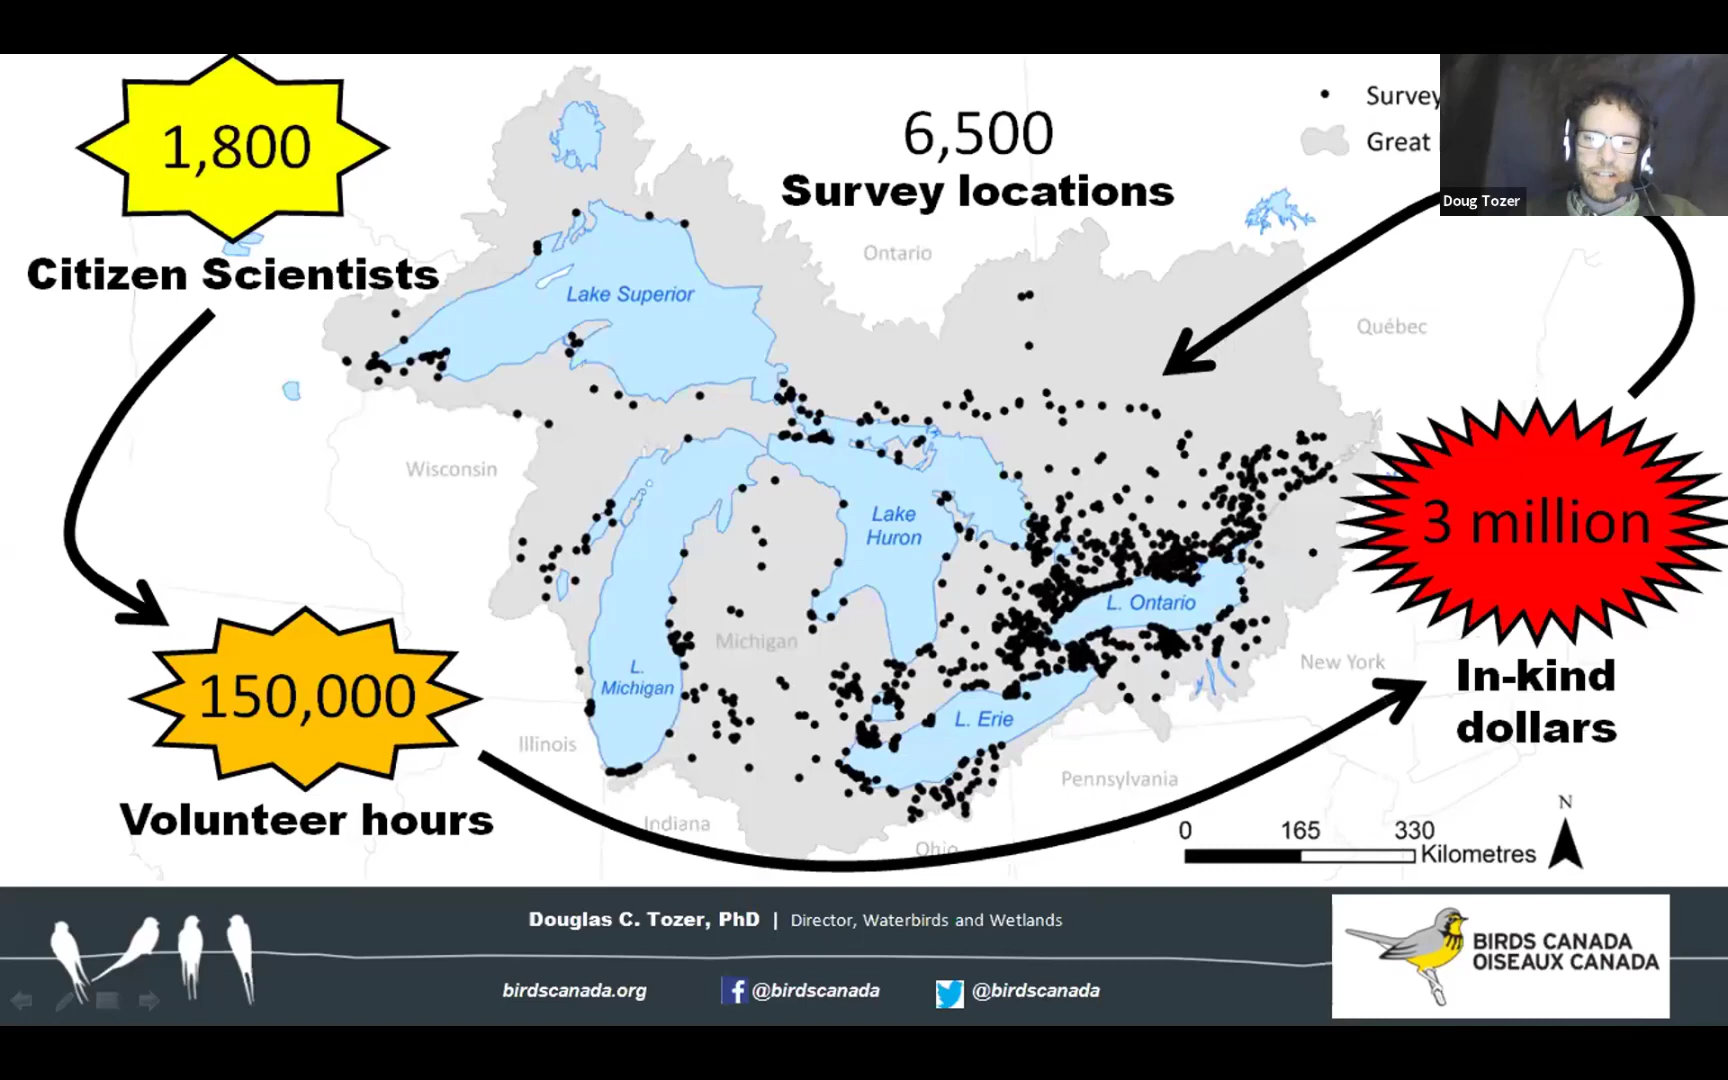 1,800
Citizen Scientists
6,500
Survey locations
Survey
Great
Doug Tozer
Ontario
Lake Superior
Québec
Wisconsin
Lake
Huron
3 million
In-kind
dollars
L. Ontario
Michigan
New York
L.
Michigan
150,000
Volunteer hours
L. Erie
Illinois
Pennsylvania
Indiana
Ohio
N
0 165 330
Kilometres
Douglas C. Tozer, PhD | Director, Waterbirds and Wetlands
birdscanada.org @birdscanada @birdscanada
BIRDS CANADA
OISEAUX CANADA